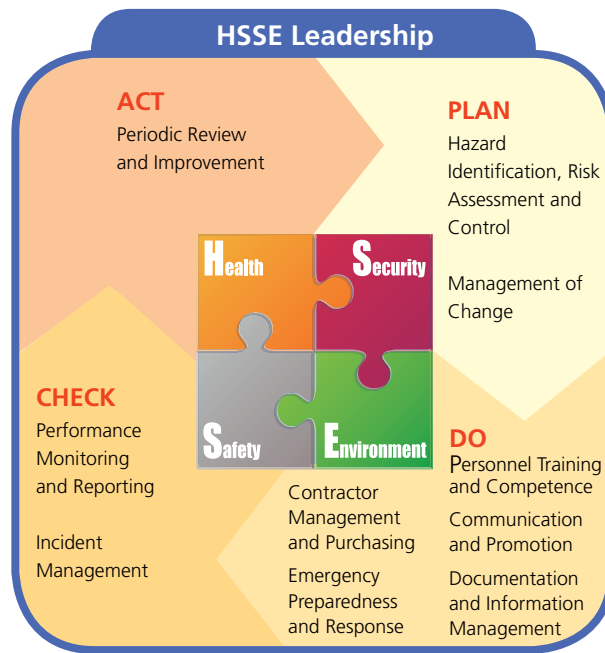 HSSE Leadership
ACT
Periodic Review
and Improvement
PLAN
Hazard
Identification, Risk
Assessment and
Control
Management of
Change
Health
Security
Safety
Environment
CHECK
Performance
Monitoring
and Reporting
Incident
Management
DO
Personnel Training
and Competence
Communication
and Promotion
Documentation
and Information
Management
Contractor
Management
and Purchasing
Emergency
Preparedness
and Response